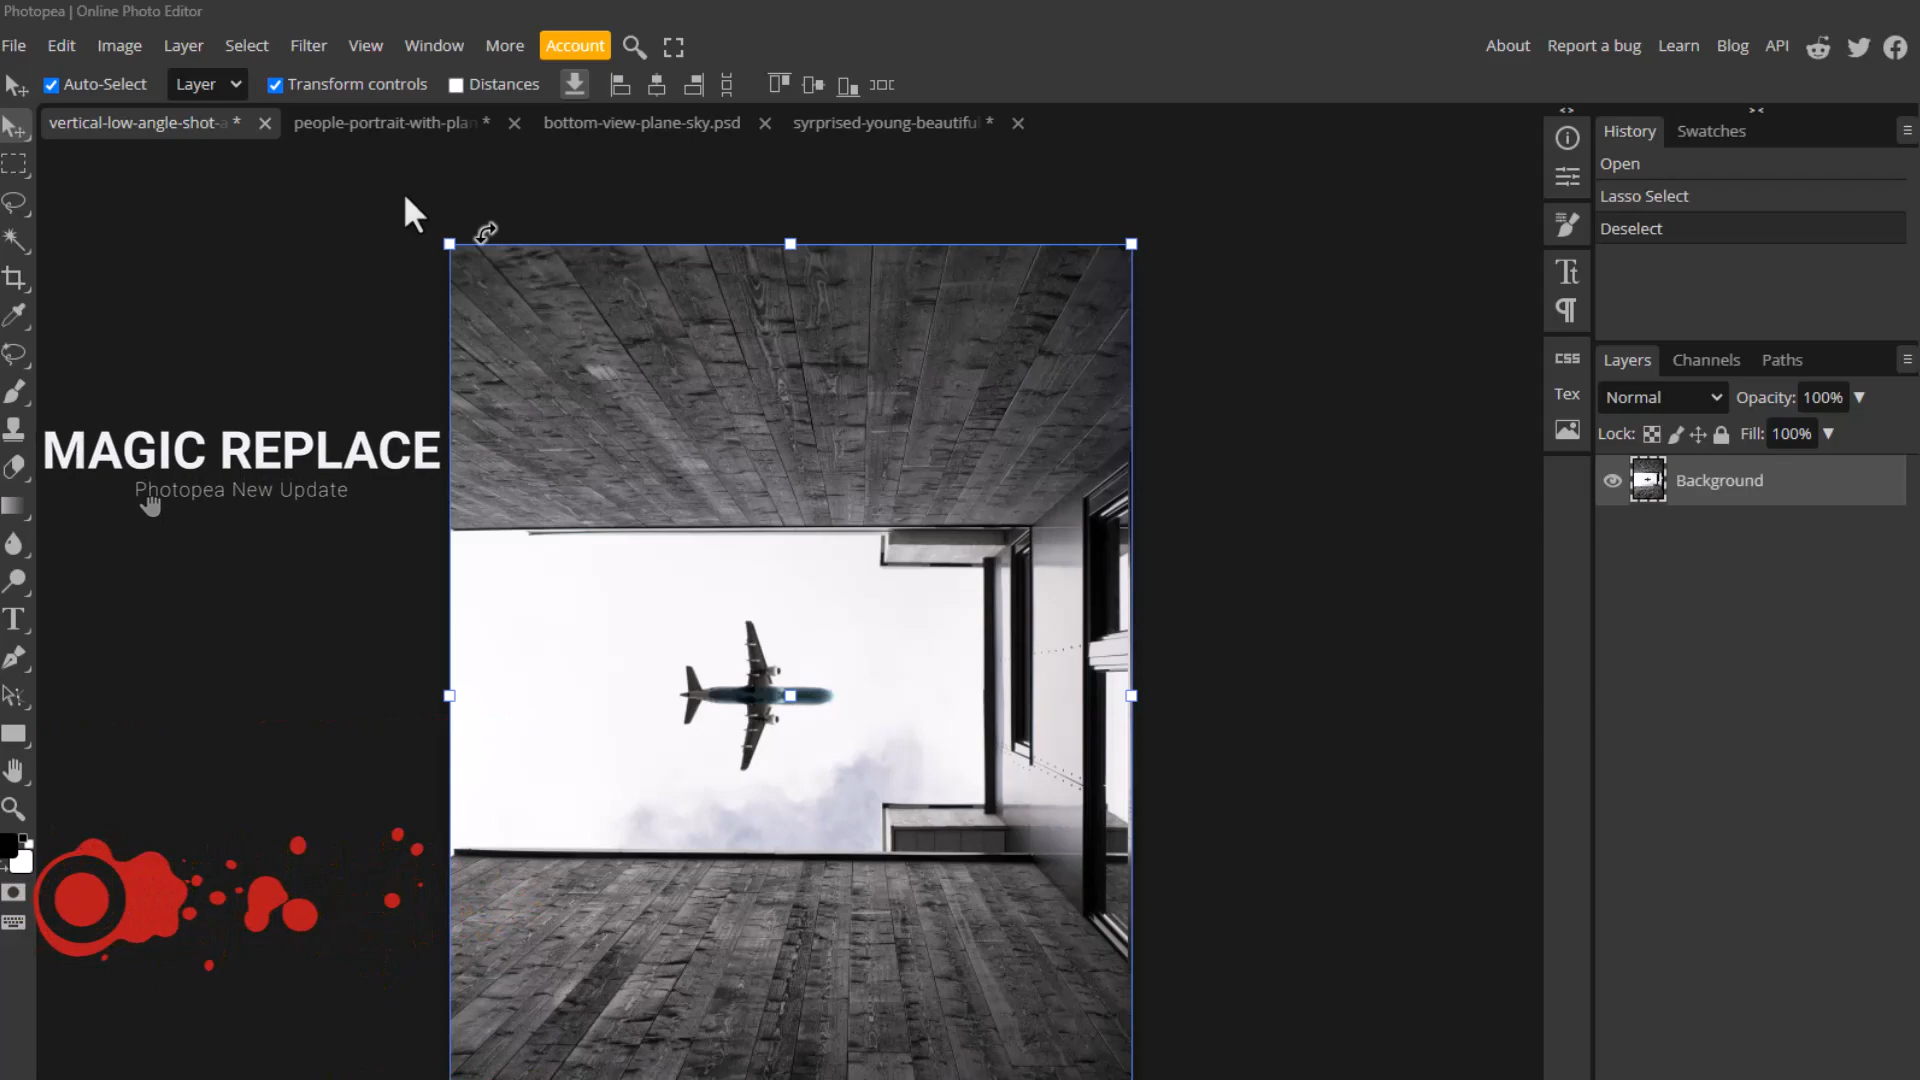 Photopea | Online Photo Editor
File Edit Image Layer Select Filter View Window More Account About Report a bug Learn Blog API
Auto-Select Layer Transform controls Distances
vertical-low-angle-shot-a * people-portrait-with-plan * bottom-view-plane-sky.psd syrprised-young-beautiful *
History Swatches
Open
Lasso Select
Deselect
CSS
Tex
Layers Channels Paths
Normal Opacity: 100%
Lock: Fill: 100%
Background
MAGIC REPLACE
Photopea New Update